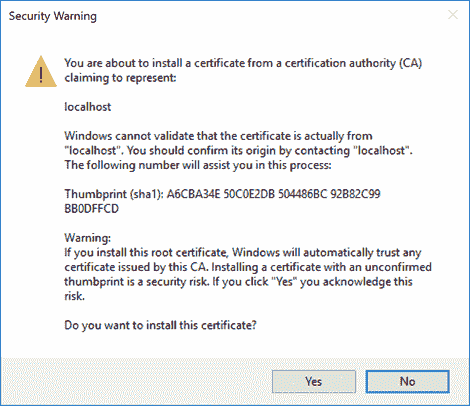 Security Warning
You are about to install a certificate from a certification authority (CA)
claiming to represent:
localhost
Windows cannot validate that the certificate is actually from
"localhost". You should confirm its origin by contacting "localhost".
The following number will assist you in this process:
Thumbprint (sha1): A6CBA34E 50C0E2DB 504486BC 92B82C99
BB0DFFCD
Warning:
If you install this root certificate, Windows will automatically trust any
certificate issued by this CA. Installing a certificate with an unconfirmed
thumbprint is a security risk. If you click "Yes" you acknowledge this
risk.
Do you want to install this certificate?
Yes
No